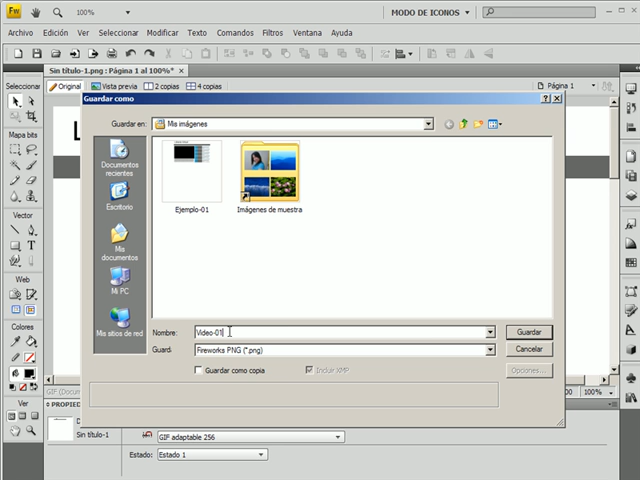 Fw
100%
MODO DE ICONOS
Archivo Edición Ver Seleccionar Modificar Texto Comandos Filtros Ventana Ayuda
Sin título-1.png : Página 1 al 100%*
Seleccionar
Original Vista previa 2 copias 4 copias Página 1
Guardar como
Guardar en: Mis imágenes
Mapa bits
Documentos recientes
Escritorio
Mis documentos
Mi PC
Mis sitios de red
Ejemplo-01
Imágenes de muestra
Vector
Web
Nombre: Video-01
Guardar
Guard: Fireworks PNG (*.png)
Cancelar
Colores
Guardar como copia
Incluir XMP
Opciones...
GIF (Docum
100%
Ver
PROPIED
D
Sin título-1
GIF adaptable 256
Estado: Estado 1